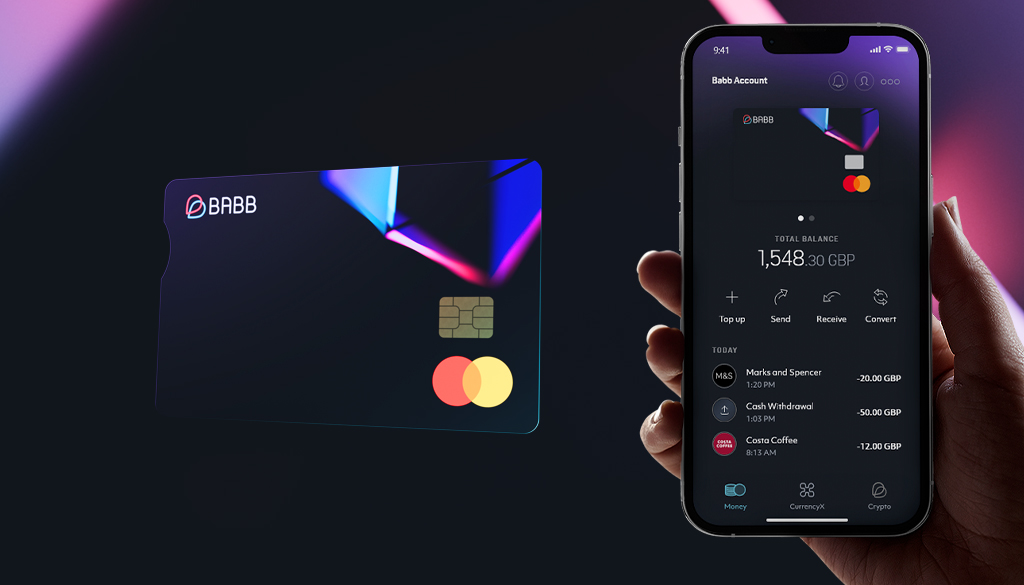 BABB
9:41
Babb Account
BABB
TOTAL BALANCE
1,548.30 GBP
Top up Send Receive Convert
TODAY
M&S Marks and Spencer -20.00 GBP
1:20 PM
Cash Withdrawal -50.00 GBP
1:03 PM
COSTA COFFEE Costa Coffee -12.00 GBP
8:13 AM
Money CurrencyX Crypto